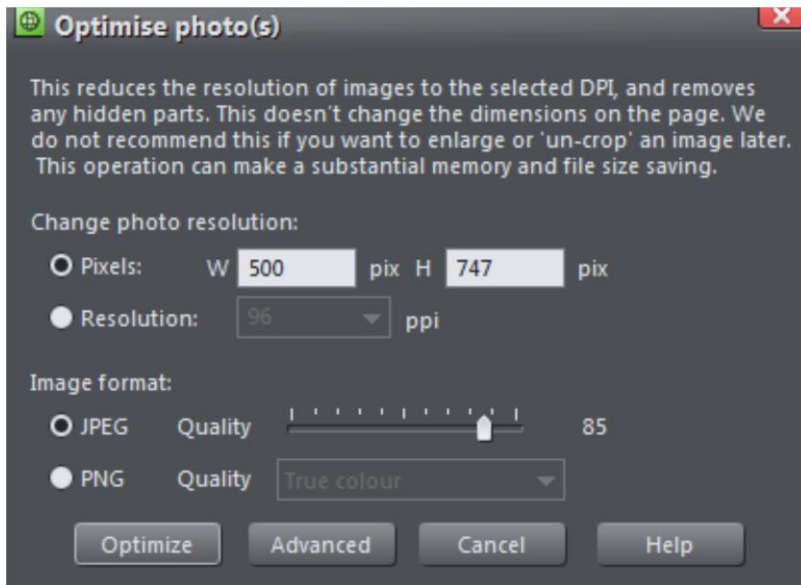 Optimise photo(s)
This reduces the resolution of images to the selected DPI, and removes
any hidden parts. This doesn't change the dimensions on the page. We
do not recommend this if you want to enlarge or 'un-crop' an image later.
This operation can make a substantial memory and file size saving.
Change photo resolution:
Pixels: W 500 pix H 747 pix
Resolution: 96 ppi
Image format:
JPEG Quality 85
PNG Quality True colour
Optimize Advanced Cancel Help